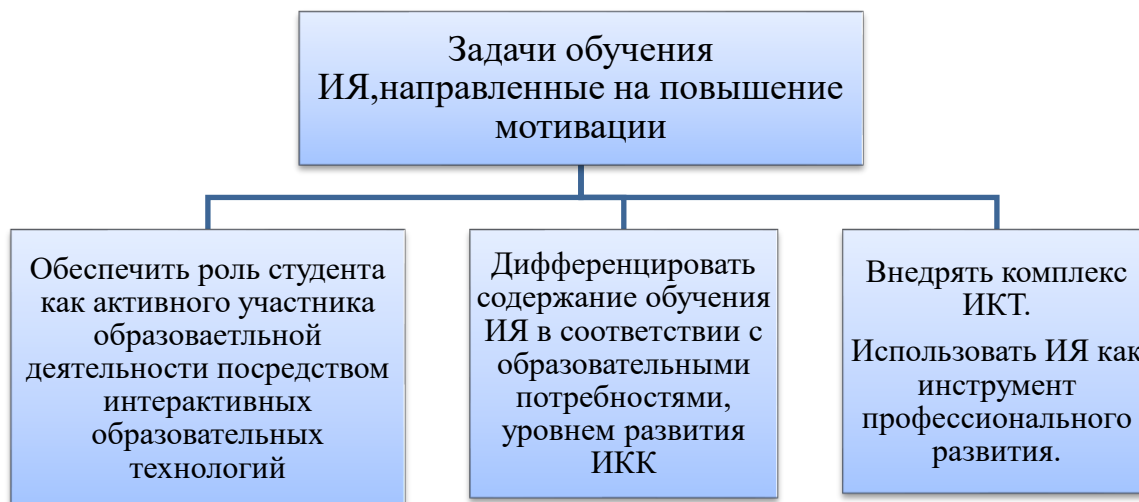 Задачи обучения
ИЯ,направленные на повышение
мотивации
Обеспечить роль студента
как активного участника
образоваетльной
деятельности посредством
интерактивных
образовательных
технологий
Дифференцировать
содержание обучения
ИЯ в соответствии с
образовательными
потребностями,
уровнем развития
ИКК
Внедрять комплекс
ИКТ.
Использовать ИЯ как
инструмент
профессионального
развития.